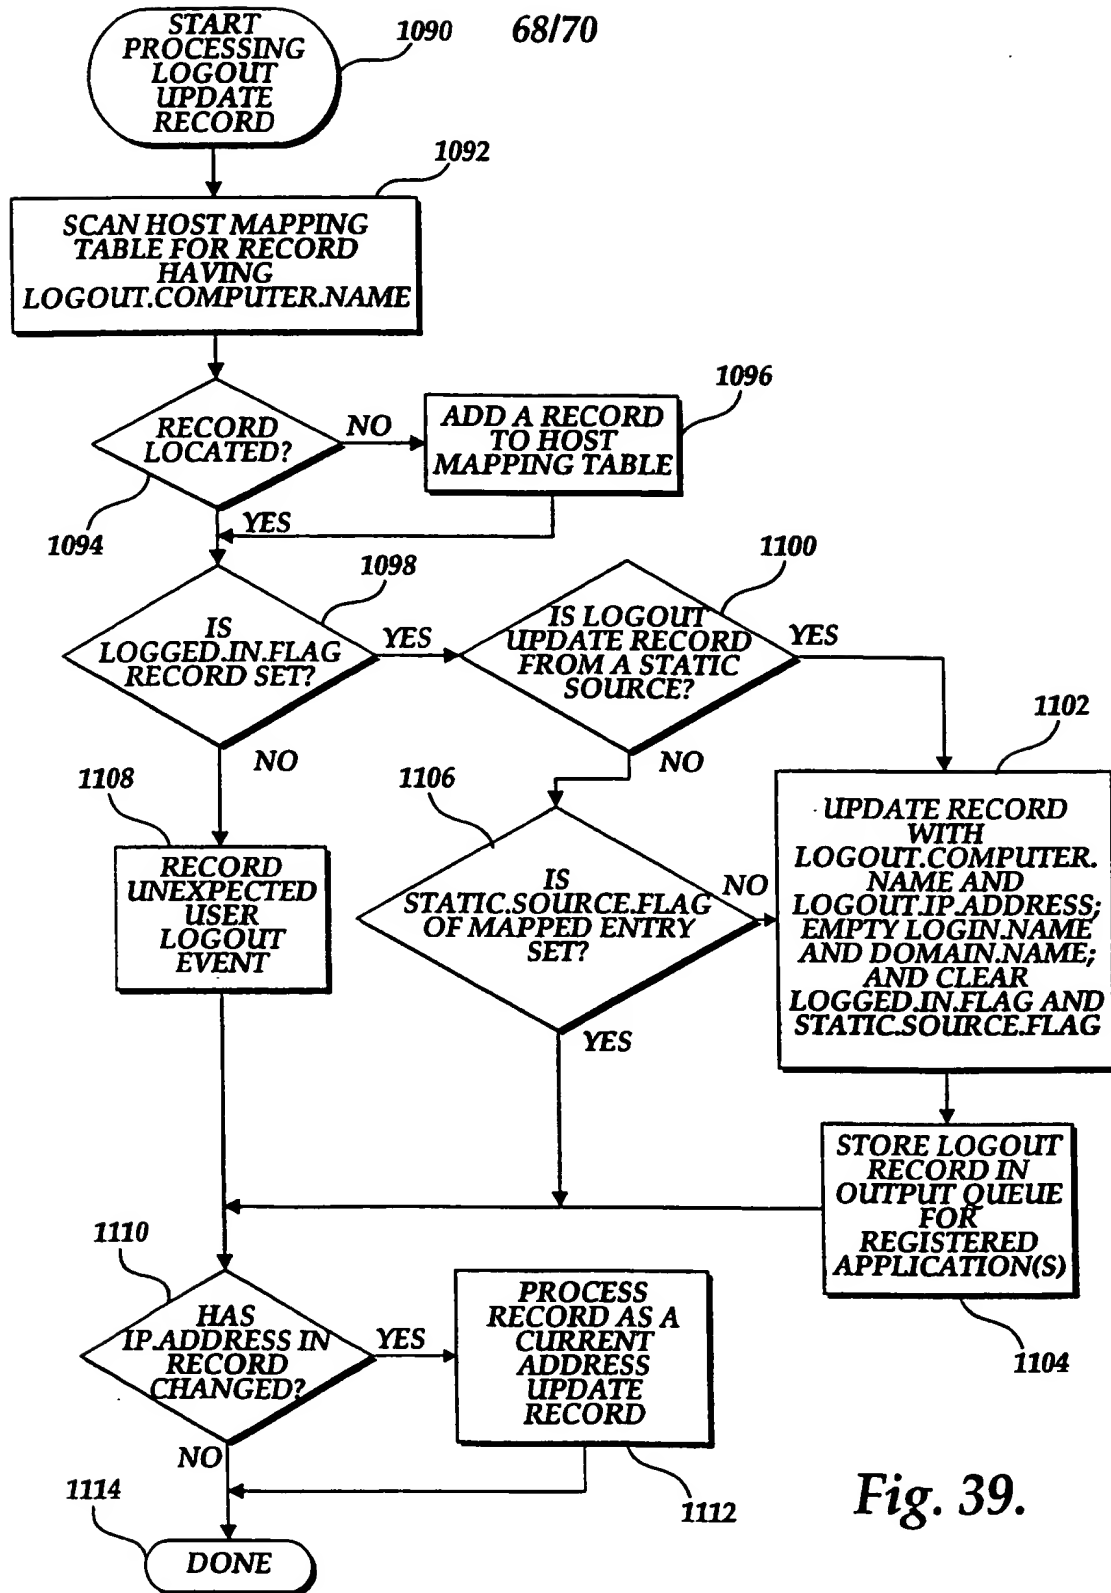 68/70
START
PROCESSING
LOGOUT
UPDATE
RECORD
1090
1092
SCAN HOST MAPPING
TABLE FOR RECORD
HAVING
LOGOUT.COMPUTER.NAME
RECORD
LOCATED?
NO
1094
YES
1096
ADD A RECORD
TO HOST
MAPPING TABLE
1098
IS
LOGGED.IN.FLAG
RECORD SET?
YES
NO
1100
IS LOGOUT
UPDATE RECORD
FROM A STATIC
SOURCE?
YES
NO
1102
UPDATE RECORD
WITH
LOGOUT.COMPUTER.
NAME AND
LOGOUT.IP.ADDRESS;
EMPTY LOGIN.NAME
AND DOMAIN.NAME;
AND CLEAR
LOGGED.IN.FLAG AND
STATIC.SOURCE.FLAG
1106
IS
STATIC.SOURCE.FLAG
OF MAPPED ENTRY
SET?
NO
YES
1108
RECORD
UNEXPECTED
USER
LOGOUT
EVENT
STORE LOGOUT
RECORD IN
OUTPUT QUEUE
FOR
REGISTERED
APPLICATION(S)
1104
1110
HAS
IP.ADDRESS IN
RECORD
CHANGED?
YES
NO
PROCESS
RECORD AS A
CURRENT
ADDRESS
UPDATE
RECORD
1112
1114
DONE
Fig. 39.